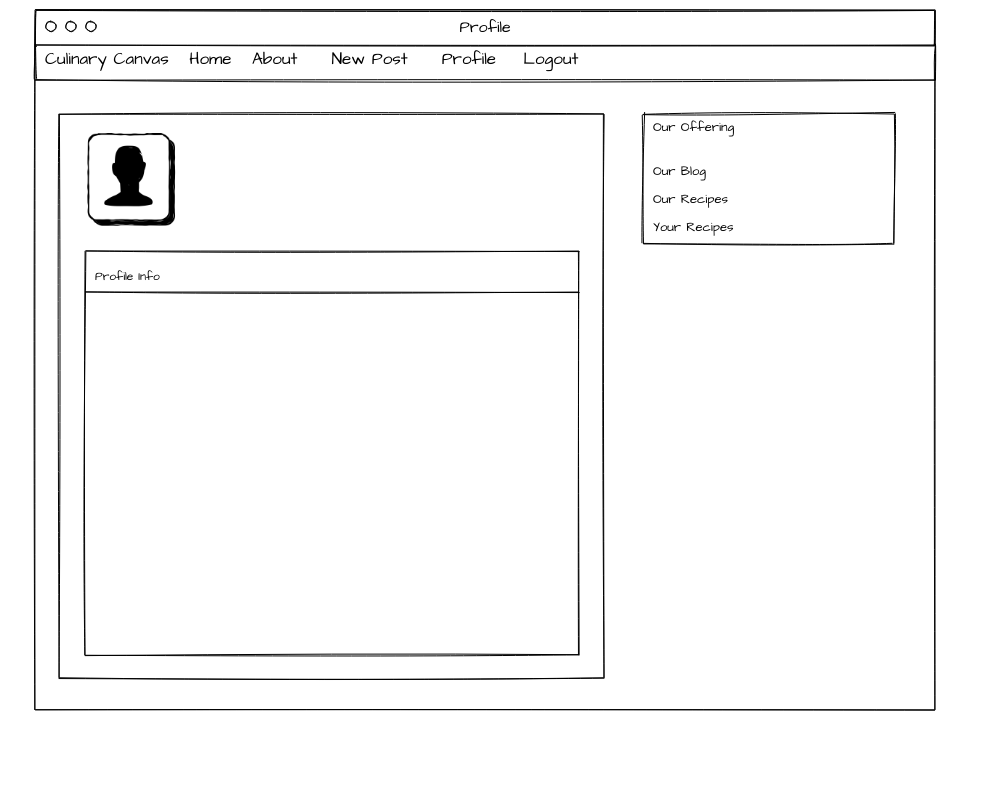 Profile
Culinary Canvas Home About New Post Profile Logout
Our Offering
Our Blog
Our Recipes
Your Recipes
Profile Info